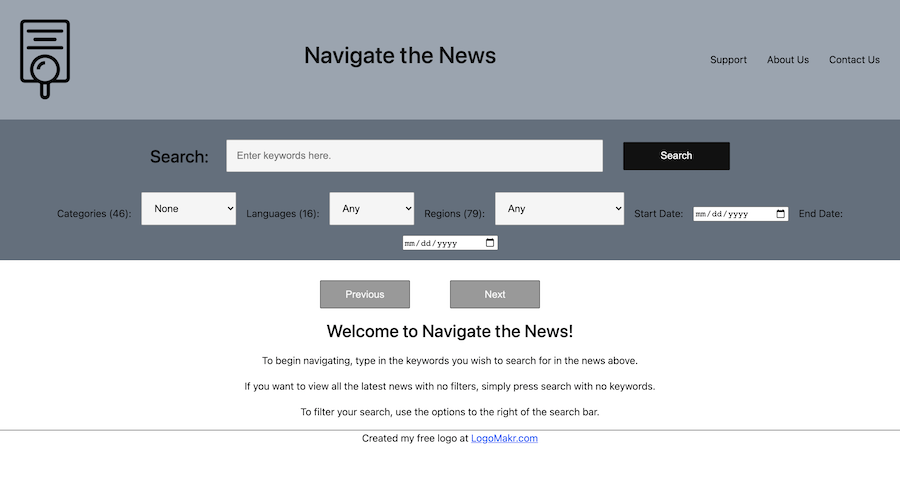 Navigate the News
Support About Us Contact Us
Search: Enter keywords here. Search
Categories (46): None Languages (16): Any Regions (79): Any Start Date: mm/dd/yyyy End Date:
mm/dd/yyyy
Previous Next
Welcome to Navigate the News!
To begin navigating, type in the keywords you wish to search for in the news above.
If you want to view all the latest news with no filters, simply press search with no keywords.
To filter your search, use the options to the right of the search bar.
Created my free logo at LogoMakr.com